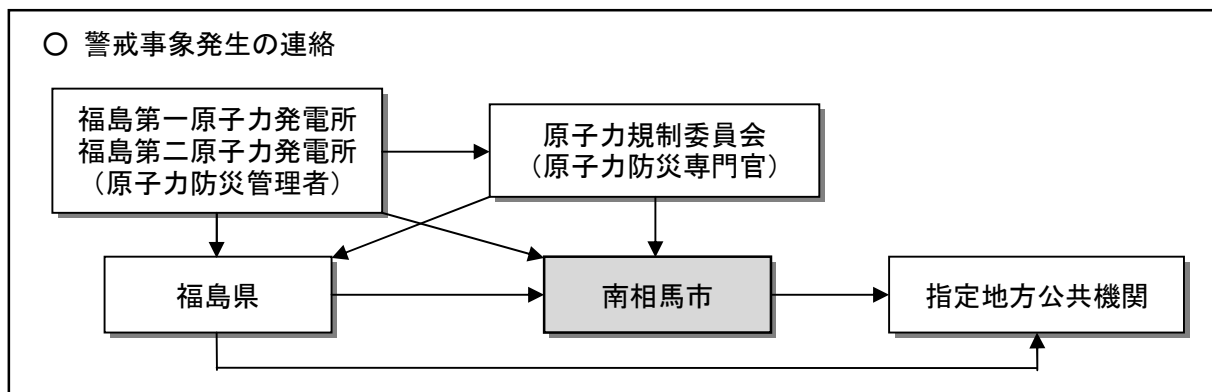 ○ 警戒事象発生の連絡
福島第一原子力発電所
福島第二原子力発電所
（原子力防災管理者）
原子力規制委員会
（原子力防災専門官）
福島県
南相馬市
指定地方公共機関